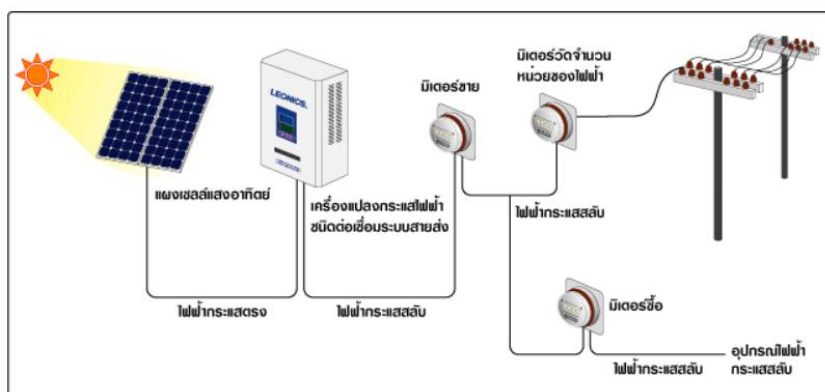 มิเตอร์วัดจำนวน
หน่วยของไฟฟ้า
มิเตอร์ขาย
LEONICS.
แผงเซลล์แสงอาทิตย์
เครื่องแปลงกระแสไฟฟ้า
ชนิดต่อเชื่อมระบบสายส่ง
ไฟฟ้ากระแสสลับ
ไฟฟ้ากระแสตรง
ไฟฟ้ากระแสสลับ
มิเตอร์ซื้อ
ไฟฟ้ากระแสสลับ
อุปกรณ์ไฟฟ้า
กระแสสลับ